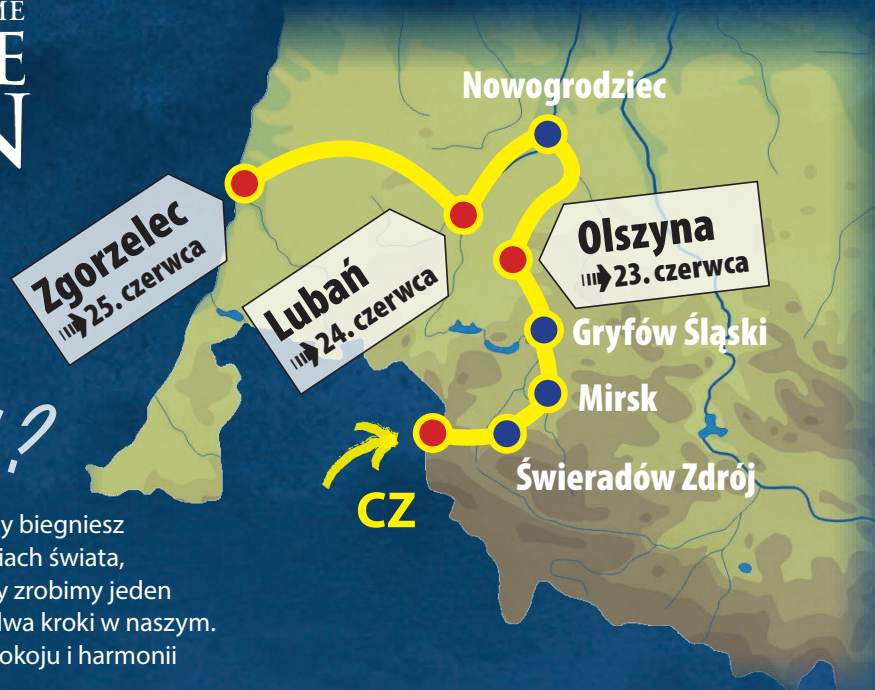 ME
E
N
Nowogrodziec
Zgorzelec
25. czerwca
Lubań
24. czerwca
Olszyna
23. czerwca
Gryfów Śląski
Mirsk
Świeradów Zdrój
CZ
?
y biegniesz
iach świata,
y zrobimy jeden
dwa kroki w naszym.
okoju i harmonii